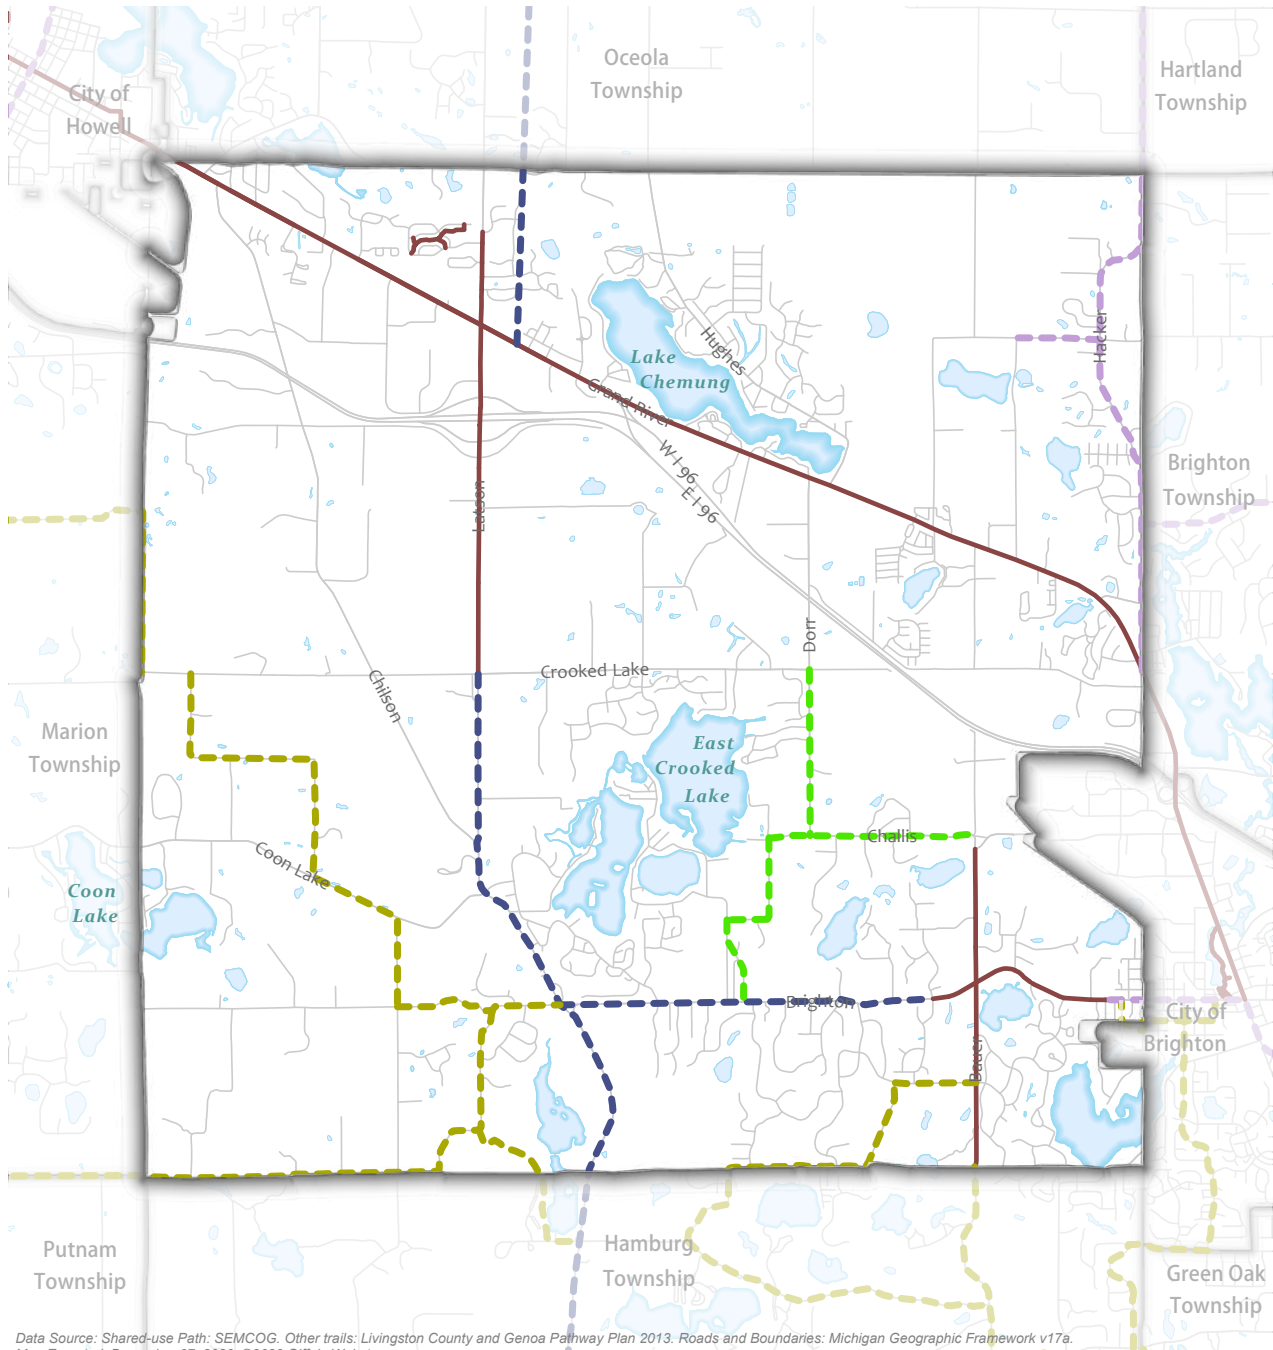 Oceola
Township
Hartland
Township
City of
Howell
Hacker
Hughes
Lake
Chemung
Grand River
W I 96
E I 96
Brighton
Township
Latson
Dorr
Crooked Lake
Chilson
Marion
Township
East
Crooked
Lake
Challis
Coon Lake
Coon
Lake
Brighton
City of
Brighton
Bauer
Putnam
Township
Hamburg
Township
Green Oak
Township
Data Source: Shared-use Path: SEMCOG. Other trails: Livingston County and Genoa Pathway Plan 2013. Roads and Boundaries: Michigan Geographic Framework v17a.